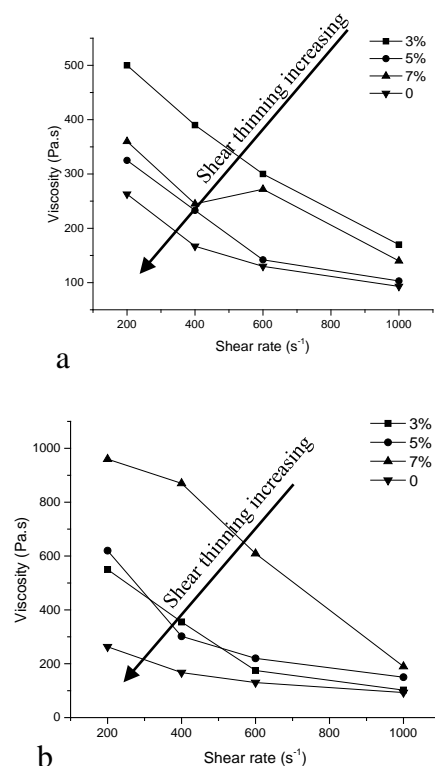 3%
5%
7%
0
500
400
300
200
100
Viscosity (Pa.s)
Shear thinning increasing
200 400 600 800 1000
Shear rate (s⁻¹)
a
3%
5%
7%
0
1000
800
600
400
200
0
Viscosity (Pa.s)
Shear thinning increasing
200 400 600 800 1000
Shear rate (s⁻¹)
b